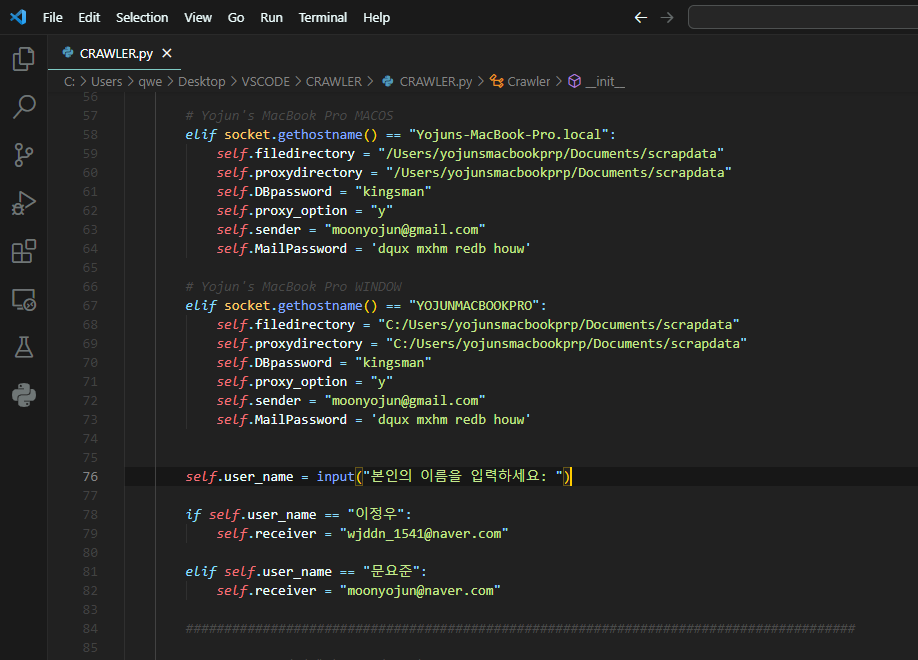 File Edit Selection View Go Run Terminal Help
CRAWLER.py
C: > Users > qwe > Desktop > VSCODE > CRAWLER > CRAWLER.py > Crawler > __init__
56
57 # Yojun's MacBook Pro MACOS
58 elif socket.gethostname() == "Yojuns-MacBook-Pro.local":
59 self.filedirectory = "/Users/yojunsmacbookprp/Documents/scrapdata"
60 self.proxydirectory = "/Users/yojunsmacbookprp/Documents/scrapdata"
61 self.DBpassword = "kingsman"
62 self.proxy_option = "y"
63 self.sender = "moonyojun@gmail.com"
64 self.MailPassword = 'dqux mxhm redb houw'
65
66 # Yojun's MacBook Pro WINDOW
67 elif socket.gethostname() == "YOJUNMACBOOKPRO":
68 self.filedirectory = "C:/Users/yojunsmacbookprp/Documents/scrapdata"
69 self.proxydirectory = "C:/Users/yojunsmacbookprp/Documents/scrapdata"
70 self.DBpassword = "kingsman"
71 self.proxy_option = "y"
72 self.sender = "moonyojun@gmail.com"
73 self.MailPassword = 'dqux mxhm redb houw'
74
75
76 self.user_name = input("본인의 이름을 입력하세요: ")
77
78 if self.user_name == "이정우":
79 self.receiver = "wjddn_1541@naver.com"
80
81 elif self.user_name == "문요준":
82 self.receiver = "moonyojun@naver.com"
83
84 #######################################################################################
85